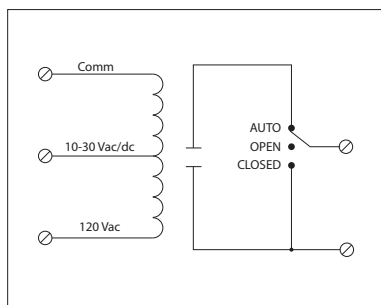 Comm
10-30 Vac/dc
120 Vac
AUTO
OPEN
CLOSED